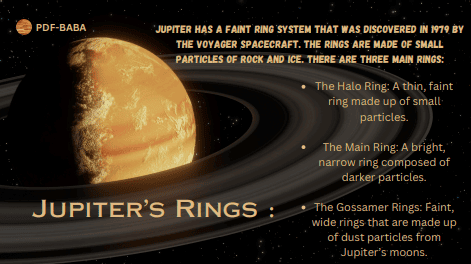 PDF-BABA
JUPITER HAS A FAINT RING SYSTEM THAT WAS DISCOVERED IN 1979 BY
THE VOYAGER SPACECRAFT. THE RINGS ARE MADE OF SMALL
PARTICLES OF ROCK AND ICE. THERE ARE THREE MAIN RINGS:
• The Halo Ring: A thin, faint
ring made up of small
particles.
• The Main Ring: A bright,
narrow ring composed of
darker particles.
JUPITER'S RINGS :
• The Gossamer Rings: Faint,
wide rings that are made up
of dust particles from
Jupiter's moons.